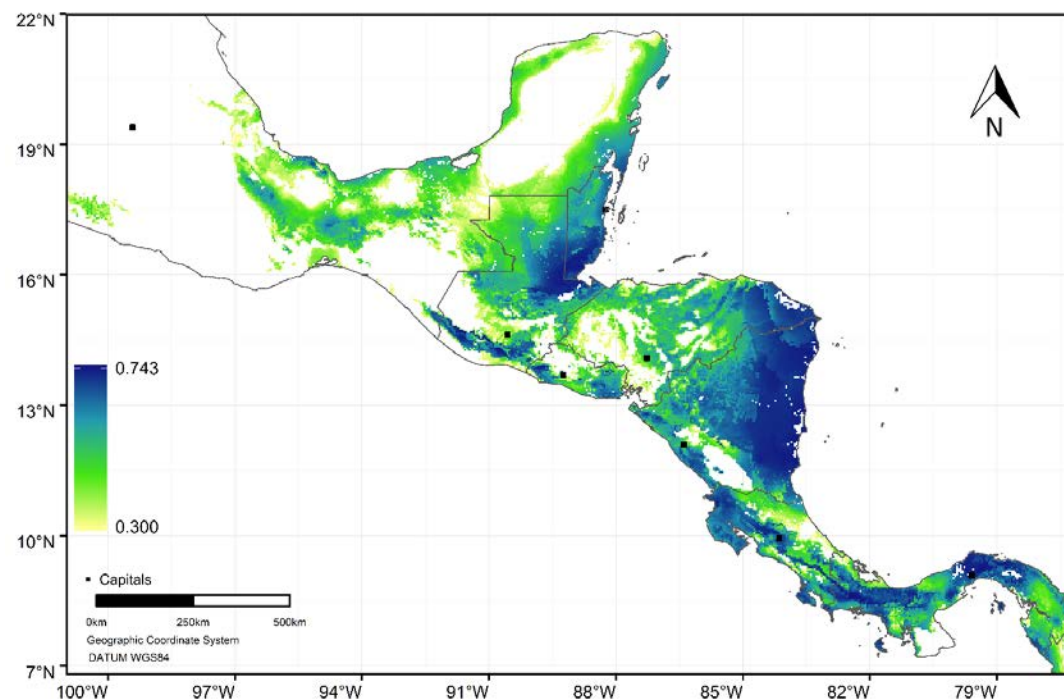 22°N
19°N
16°N
13°N
10°N
7°N
N
0.743
0.300
Capitals
0km 250km 500km
Geographic Coordinate System
DATUM WGS84
100°W 97°W 94°W 91°W 88°W 85°W 82°W 79°W